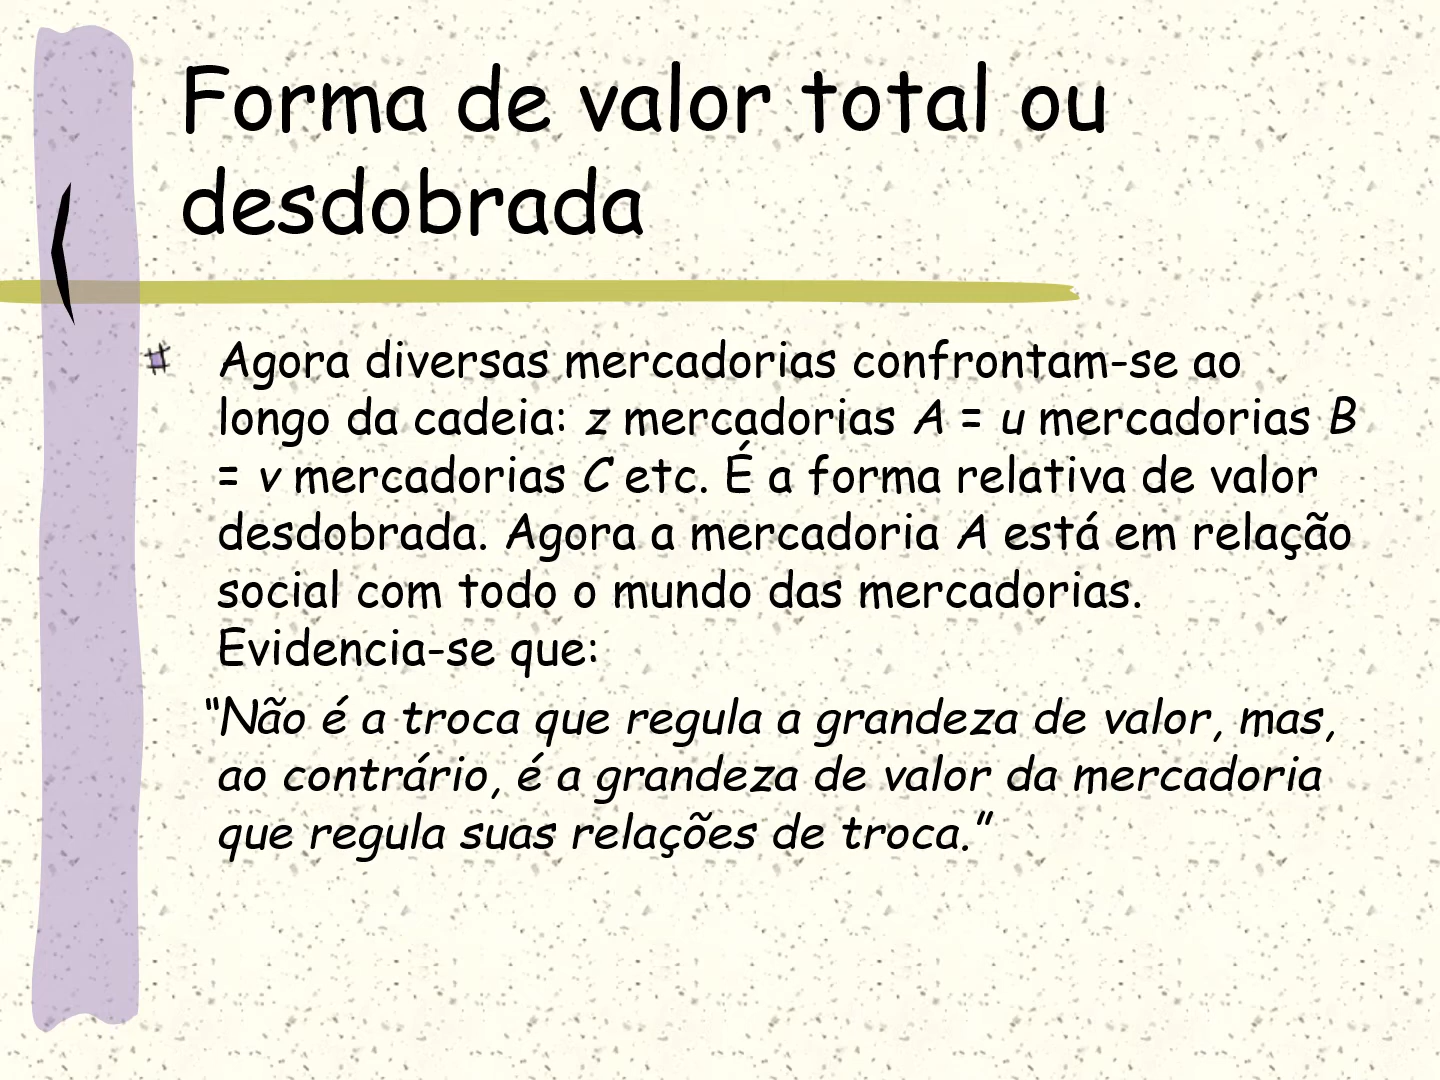 Forma de valor total ou
desdobrada
Agora diversas mercadorias confrontam-se ao
longo da cadeia: z mercadorias A = u mercadorias B
= v mercadorias C etc. É a forma relativa de valor
desdobrada. Agora a mercadoria A está em relação
social com todo o mundo das mercadorias.
Evidencia-se que:
“Não é a troca que regula a grandeza de valor, mas,
ao contrário, é a grandeza de valor da mercadoria
que regula suas relações de troca.”